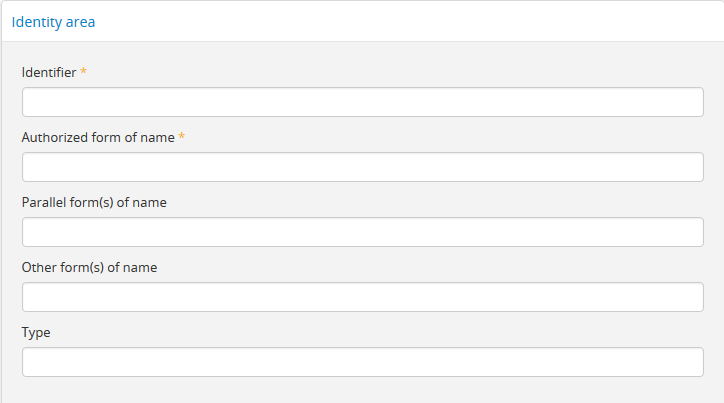 Identity area
Identifier *
Authorized form of name *
Parallel form(s) of name
Other form(s) of name
Type